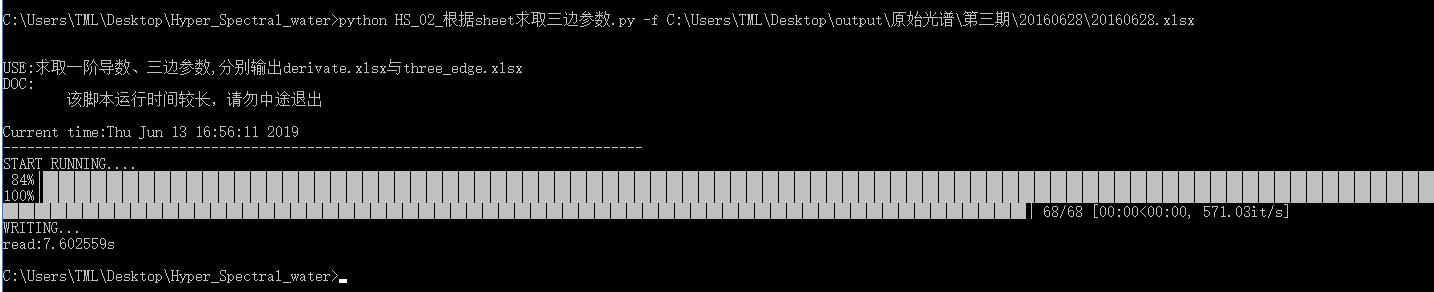 C:\Users\TML\Desktop\Hyper_Spectral_water>python HS_02_根据sheet求取三边参数.py -f C:\Users\TML\Desktop\output\原始光谱\第三期\20160628\20160628.xlsx
USE:求取一阶导数、三边参数,分别输出derivate.xlsx与three_edge.xlsx
DOC:
该脚本运行时间较长，请勿中途退出
Current time:Thu Jun 13 16:56:11 2019
--------------------------------------------------------------------------------
START RUNNING....
84%|
100%|
| 68/68 [00:00<00:00, 571.03it/s]
WRITING...
read:7.602559s
C:\Users\TML\Desktop\Hyper_Spectral_water>